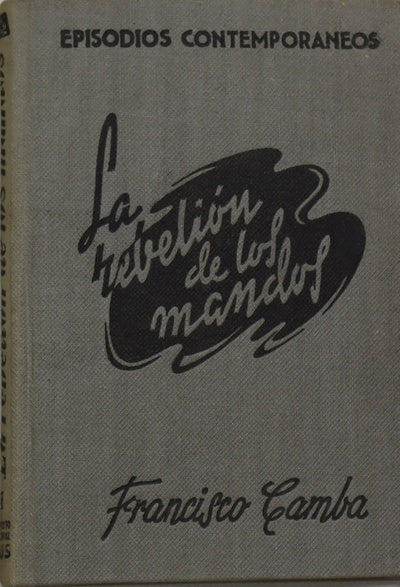 EPISODIOS CONTEMPORANEOS
La
rebelión
de los
mandos
Francisco Camba